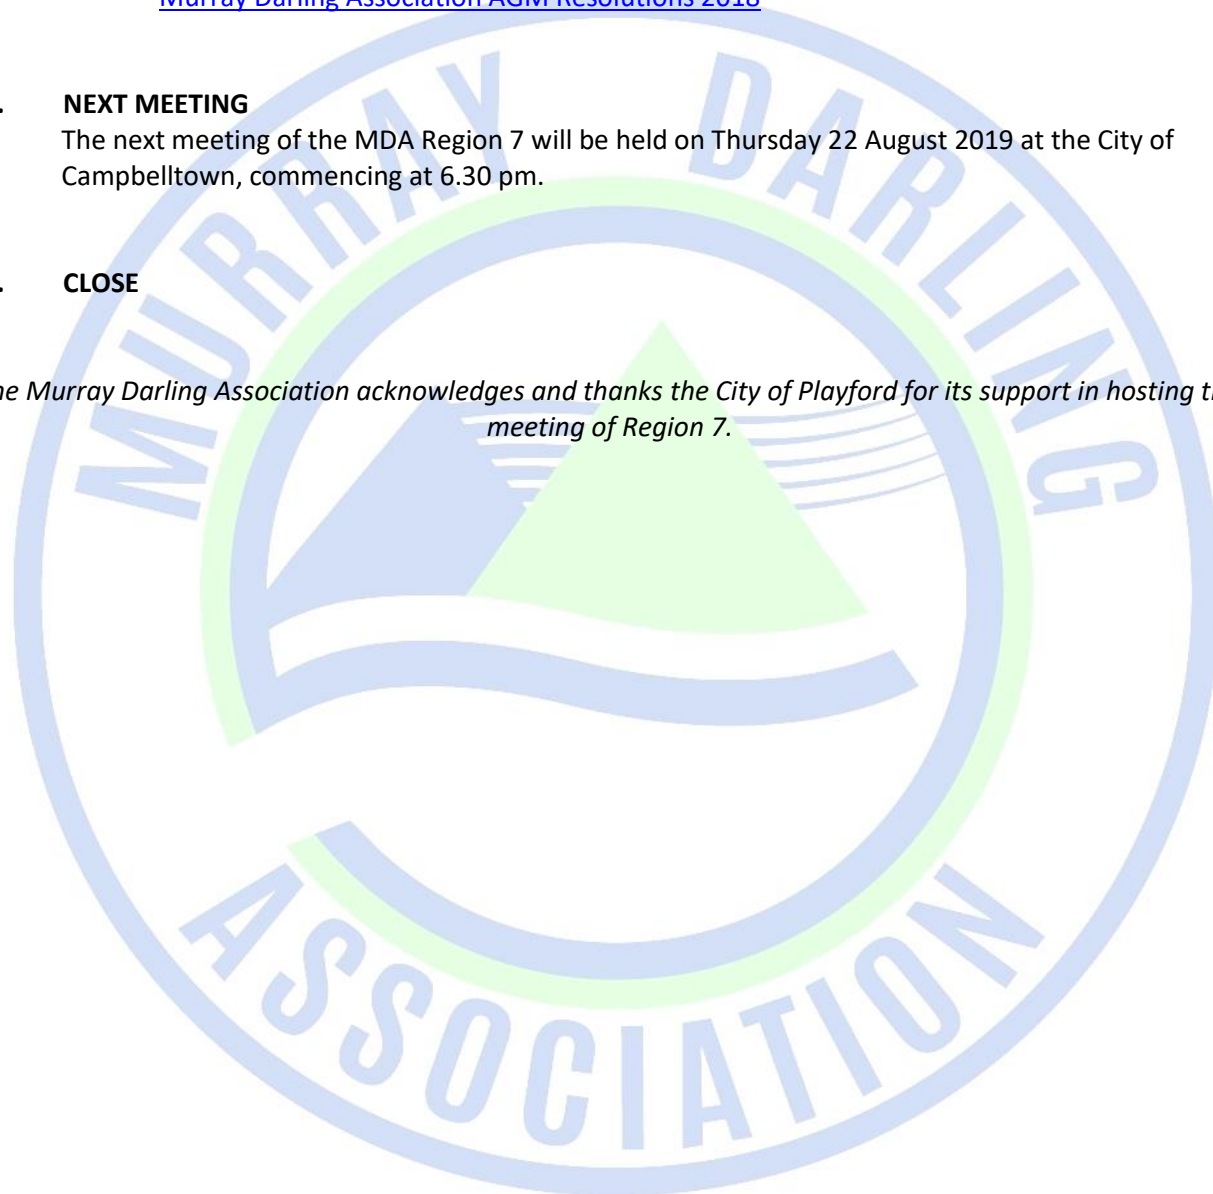 Murray Darling Association AGM Resolutions 2018
. NEXT MEETING
The next meeting of the MDA Region 7 will be held on Thursday 22 August 2019 at the City of
Campbelltown, commencing at 6.30 pm.
. CLOSE
Murray Darling Association acknowledges and thanks the City of Playford for its support in hosting
meeting of Region 7.
MURRAY DARLING
ASSOCIATION